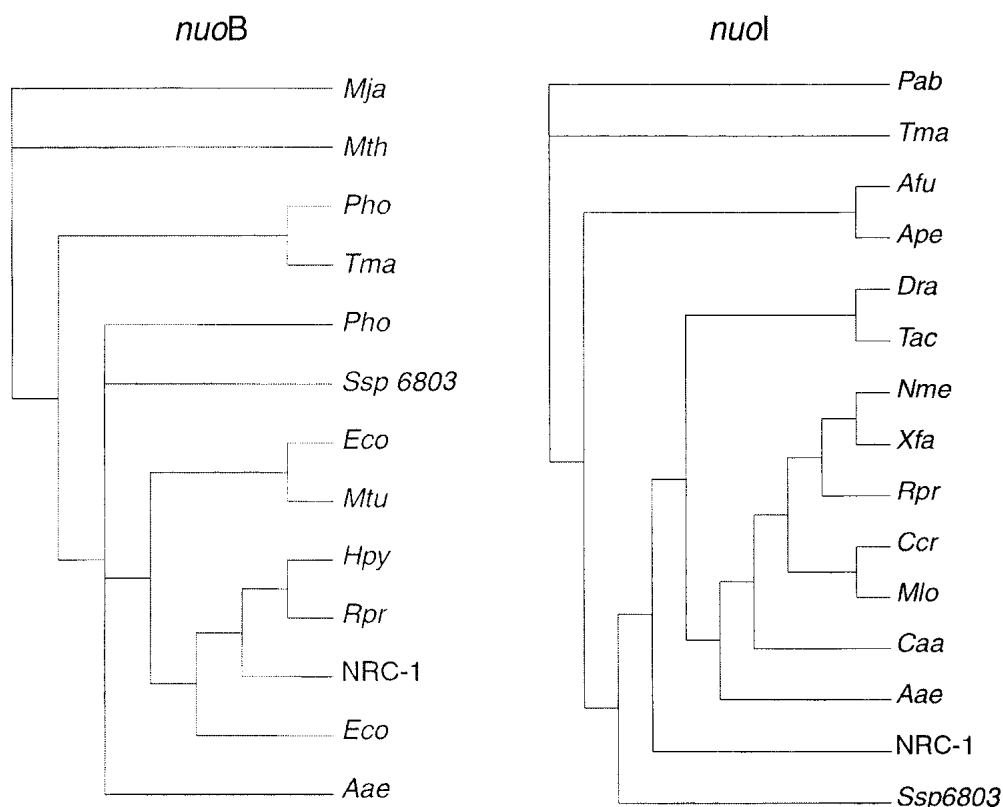 nuoB
Mja
Mth
Pho
Tma
Pho
Ssp 6803
Eco
Mtu
Hpy
Rpr
NRC-1
Eco
Aae
nuoI
Pab
Tma
Afu
Ape
Dra
Tac
Nme
Xfa
Rpr
Ccr
Mlo
Caa
Aae
NRC-1
Ssp6803